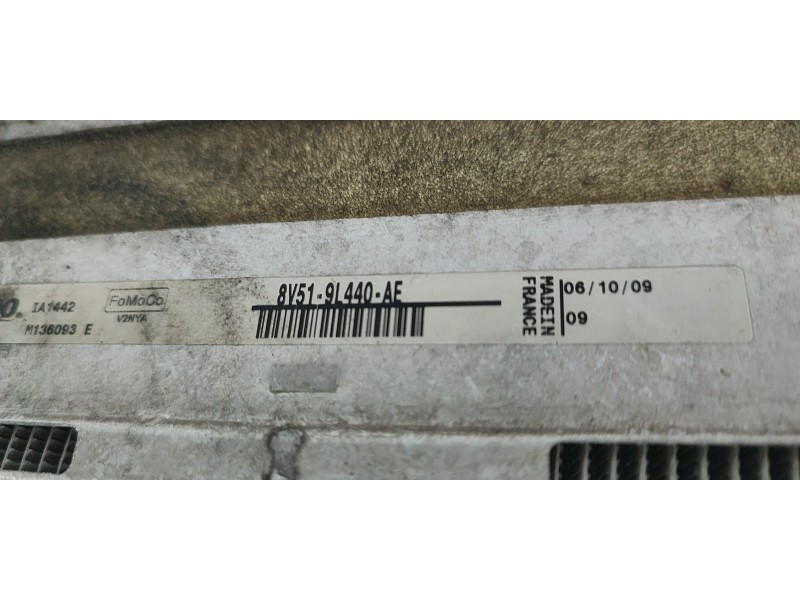 O.
IA1442
M136093 E
FoMoCo
V2NYA
8V51-9L440-AE
MADE IN
FRANCE
06/10/09
09